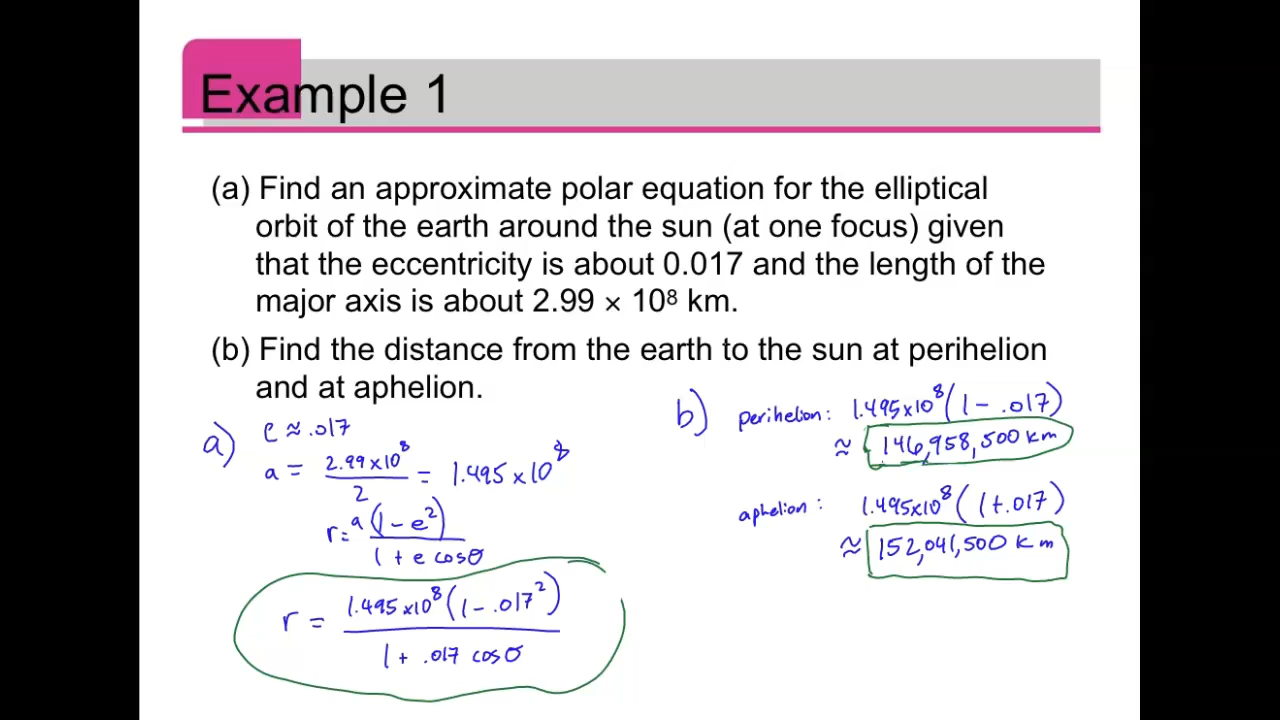 Example 1
(a) Find an approximate polar equation for the elliptical
orbit of the earth around the sun (at one focus) given
that the eccentricity is about 0.017 and the length of the
major axis is about 2.99 × 10⁸ km.
(b) Find the distance from the earth to the sun at perihelion
and at aphelion.
a) e ≈ .017
a = 2.99×10⁸ / 2 = 1.495 × 10⁸
r = a(1 - e²) / 1 + e cosθ
r = 1.495×10⁸(1 - .017²) / 1 + .017 cosθ
b) perihelion: 1.495×10⁸(1 - .017)
≈ 146,958,500 km
aphelion: 1.495×10⁸(1+.017)
≈ 152,041,500 km